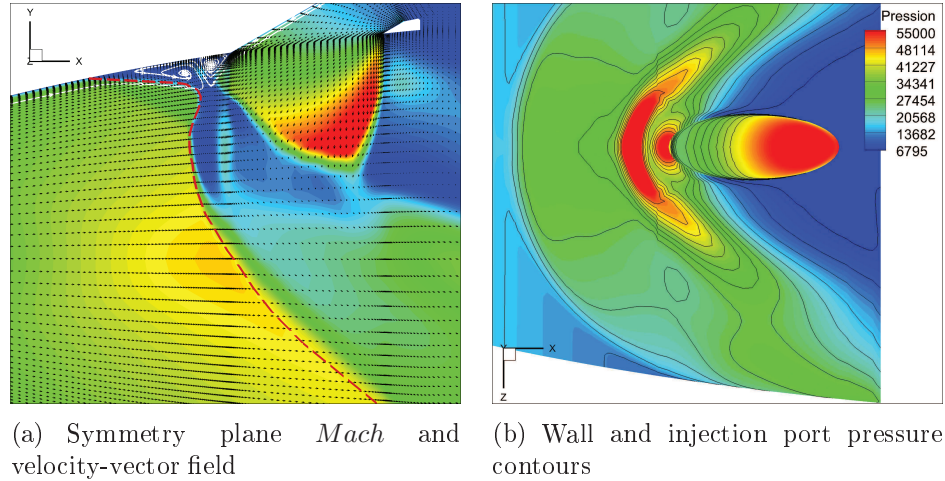 Y
Z
X
(a) Symmetry plane Mach and
velocity-vector field
Pression
55000
48114
41227
34341
27454
20568
13682
6795
Y
X
Z
(b) Wall and injection port pressure
contours